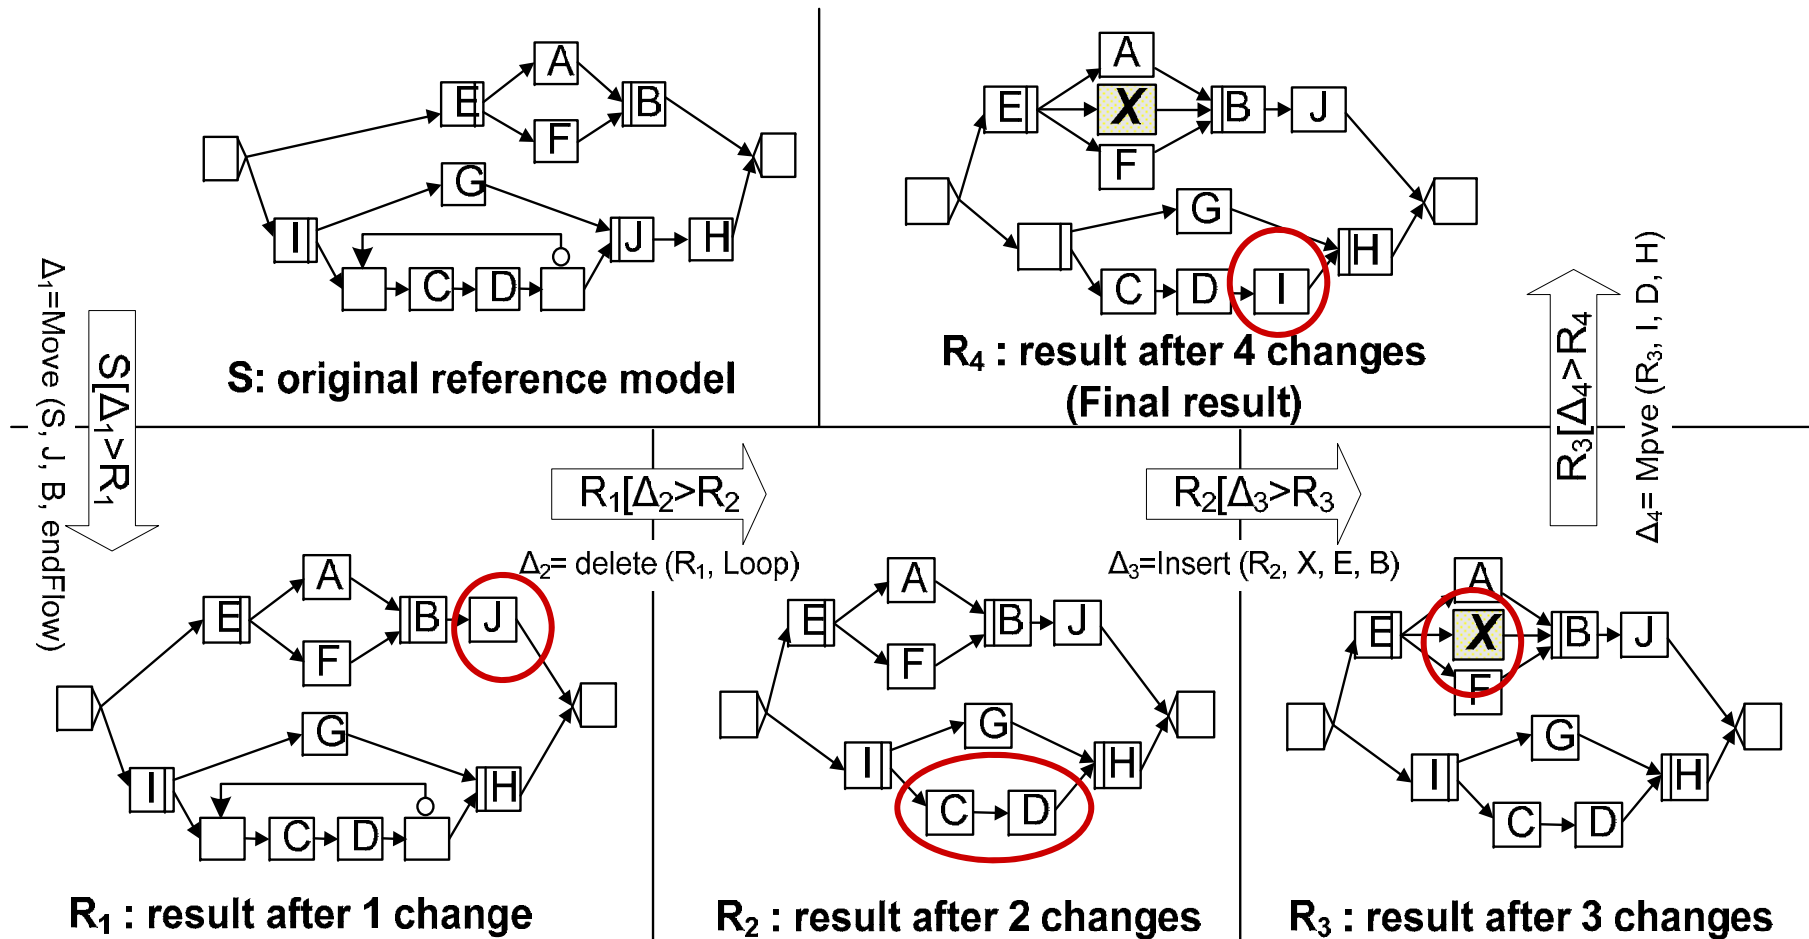 A
E
B
F
G
I
J
H
C
D
S: original reference model
Δ1=Move (S, J, B, endFlow)
S[Δ1>R1
A
E
B
J
F
G
I
H
C
D
R1 : result after 1 change
R1[Δ2>R2
Δ2= delete (R1, Loop)
A
E
B
J
F
G
I
H
C
D
R2 : result after 2 changes
R2[Δ3>R3
Δ3=Insert (R2, X, E, B)
A
E
X
B
J
F
G
I
H
C
D
R3 : result after 3 changes
R3[Δ4>R4
Δ4= Mpve (R3, I, D, H)
A
E
X
B
J
F
G
H
C
D
I
R4 : result after 4 changes
(Final result)